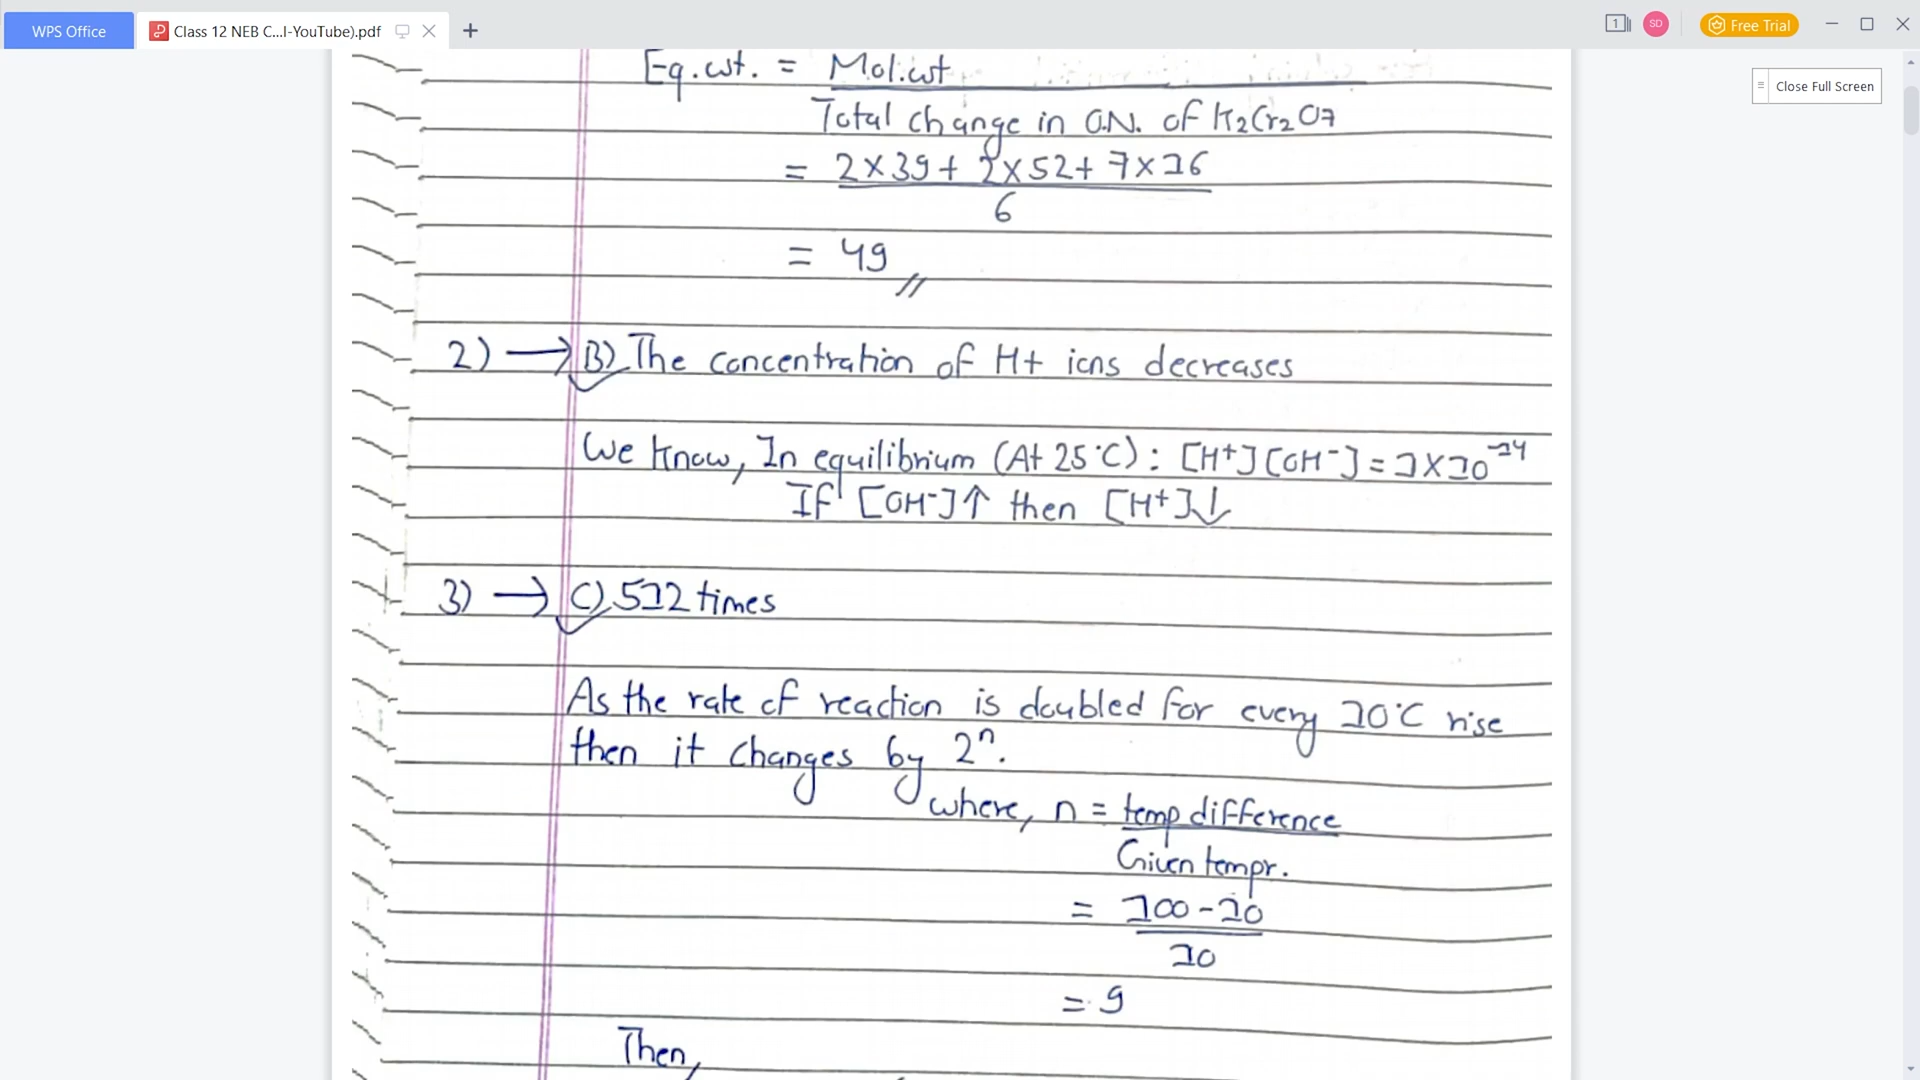 WPS Office
Class 12 NEB C...I-YouTube).pdf
1
SD
Free Trial
Close Full Screen
Eq.wt. = Mol.wt
Total change in O.N. of K2Cr2O7
= 2×39+ 2×52+ 7×16
6
= 49 //
2) → B) The concentration of H+ ions decreases
We know, In equilibrium (At 25°C) : [H⁺][OH⁻] = 1×10⁻¹⁴
If [OH⁻]↑ then [H⁺]↓
3) → C) 512 times
As the rate of reaction is doubled for every 10°C rise
then it changes by 2ⁿ.
where, n = temp difference
Given tempr.
= 100-10
10
= 9
Then,